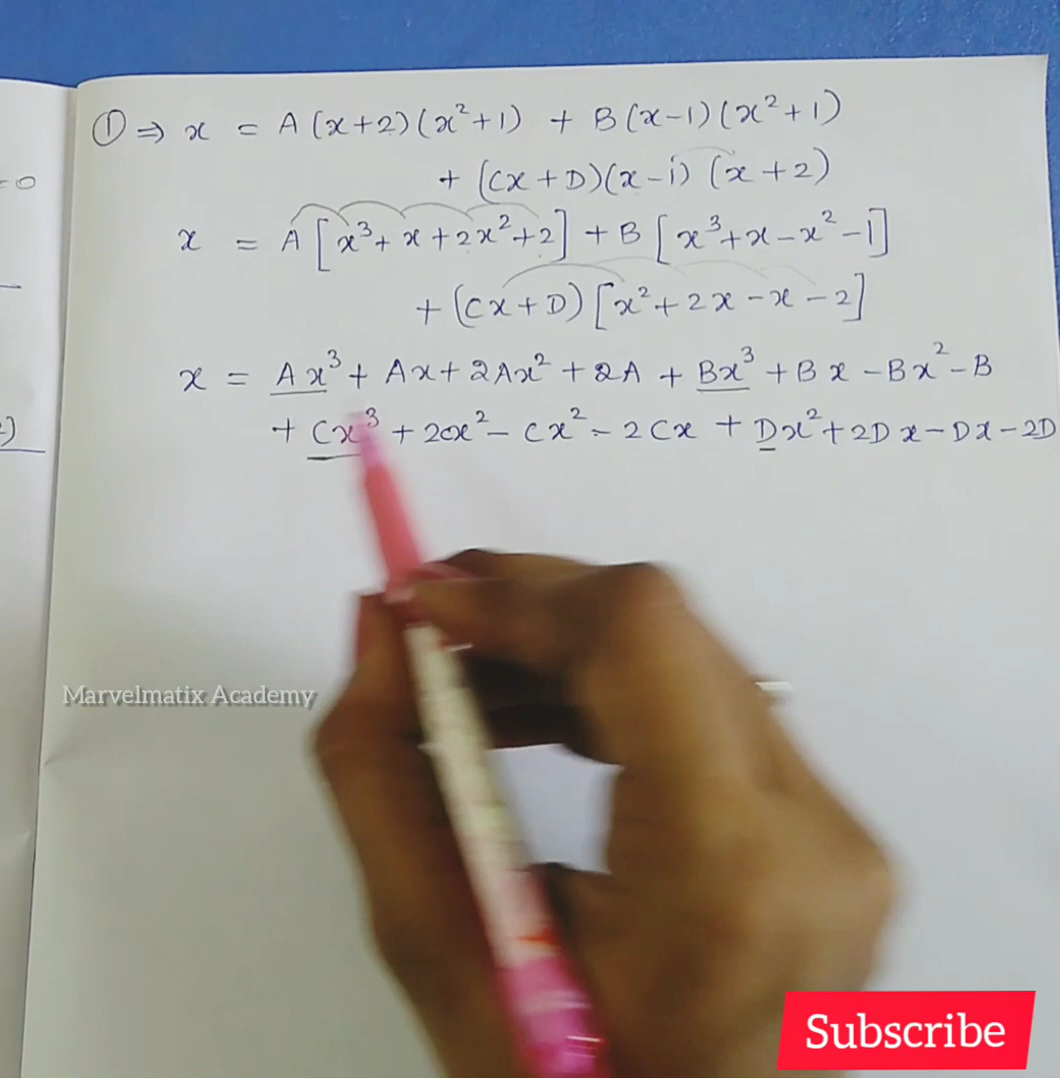 ① ⇒ x = A(x+2)(x²+1) + B(x-1)(x²+1)
+ (Cx+D)(x-1)(x+2)
=0
x = A[x³+x+2x²+2] + B[x³+x-x²-1]
+ (Cx+D)[x²+2x-x-2]
x = Ax³+Ax+2Ax²+2A+Bx³+Bx-Bx²-B
+ Cx³+2Cx²-Cx²-2Cx+Dx²+2Dx-Dx-2D
Marvelmatix Academy
Subscribe